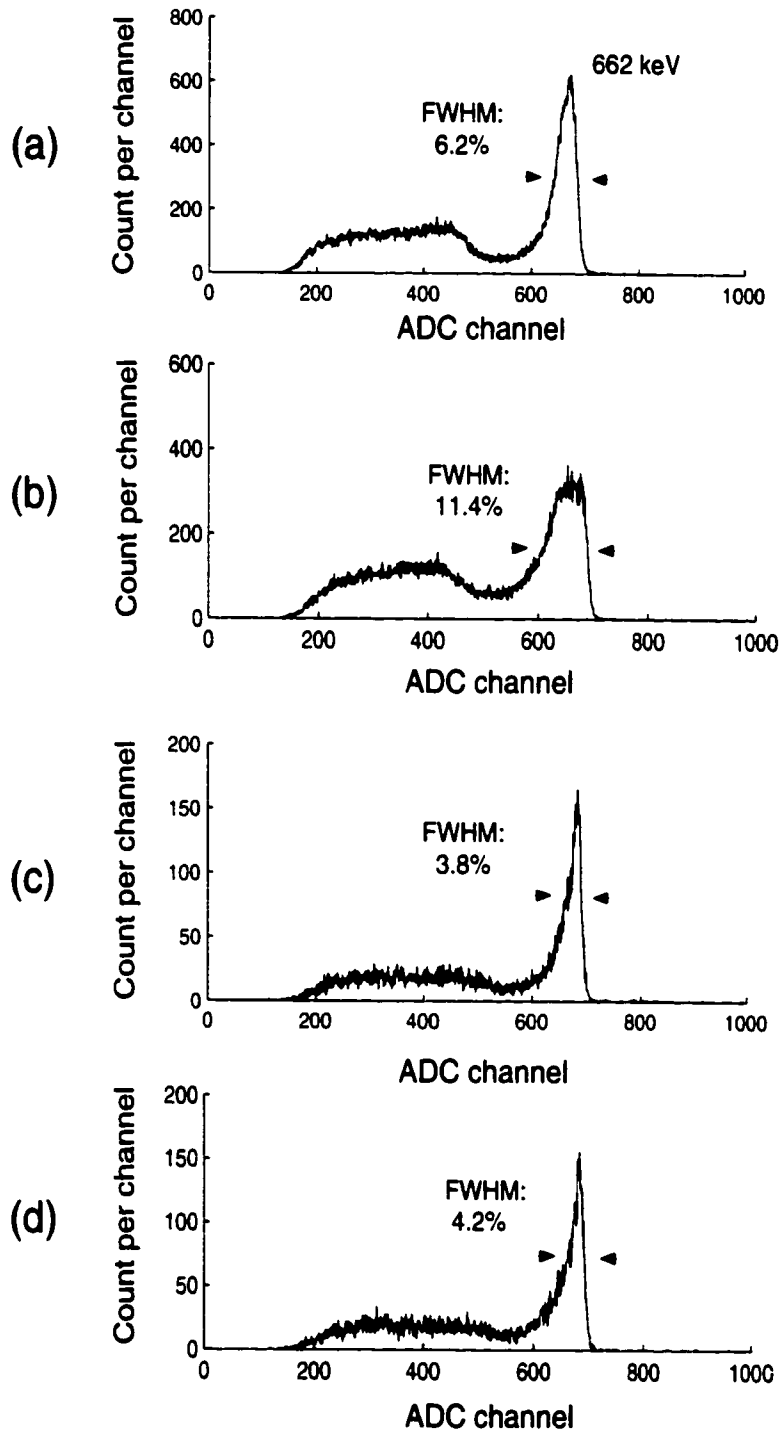 (a)
Count per channel
800
600
400
200
0
662 keV
FWHM:
6.2%
0 200 400 600 800 1000
ADC channel
(b)
Count per channel
600
400
200
0
FWHM:
11.4%
0 200 400 600 800 1000
ADC channel
(c)
Count per channel
200
150
100
50
0
FWHM:
3.8%
0 200 400 600 800 1000
ADC channel
(d)
Count per channel
200
150
100
50
0
FWHM:
4.2%
0 200 400 600 800 1000
ADC channel